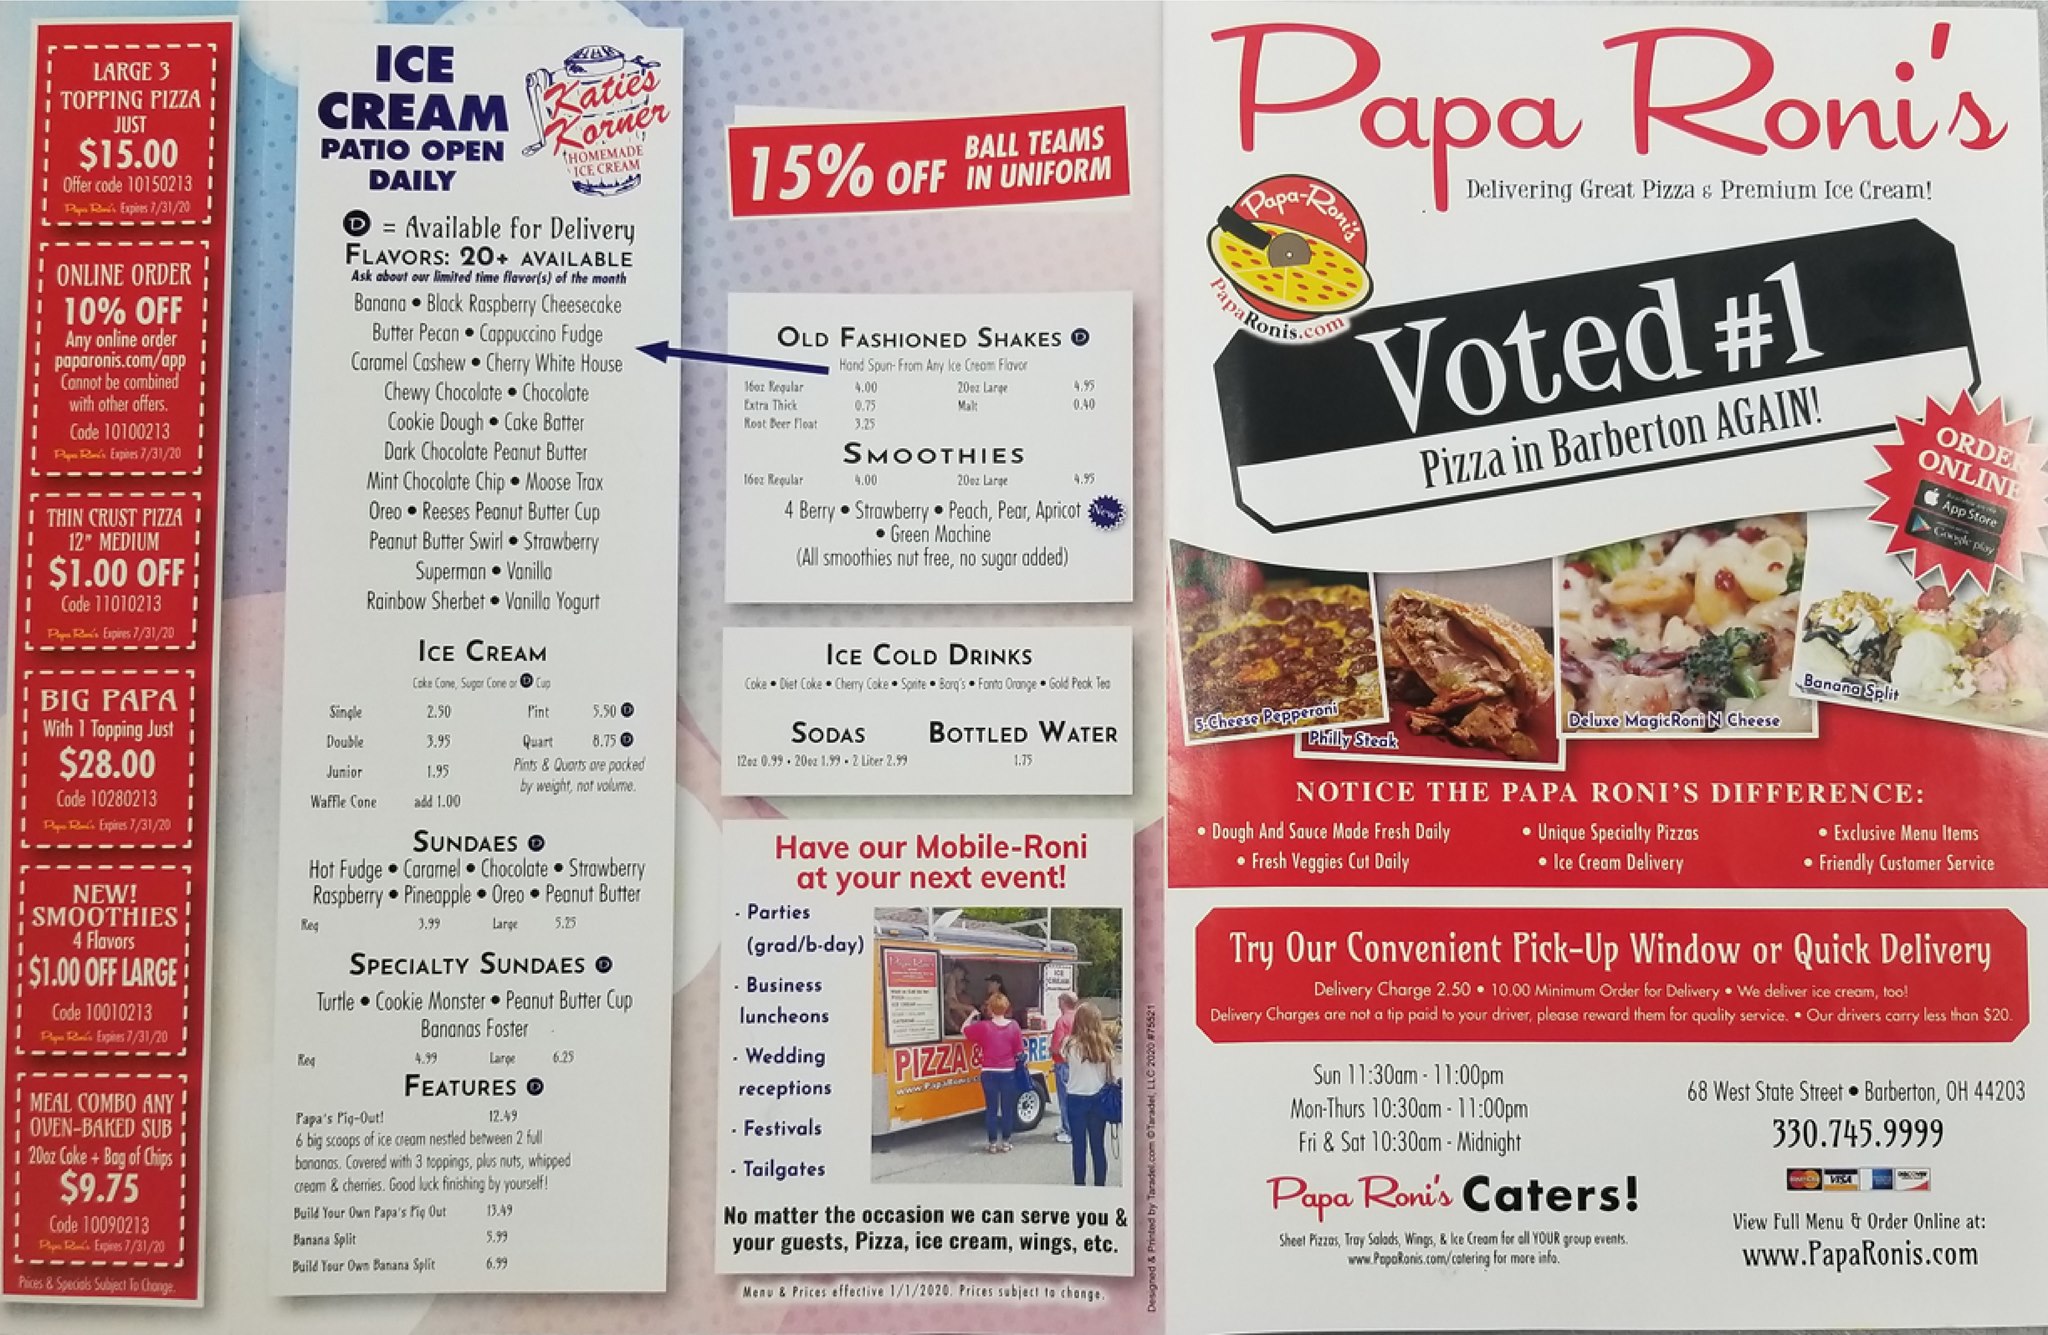 LARGE 3
TOPPING PIZZA
JUST
$15.00
Offer code 10150213
Papa Roni's Expires 7/31/20
ONLINE ORDER
10% OFF
Any online order
paparonis.com/app
Cannot be combined
with other offers.
Code 10100213
Papa Roni's Expires 7/31/20
THIN CRUST PIZZA
12" MEDIUM
$1.00 OFF
Code 11010213
Papa Roni's Expires 7/31/20
BIG PAPA
With 1 Topping Just
$28.00
Code 10280213
Papa Roni's Expires 7/31/20
NEW!
SMOOTHIES
4 Flavors
$1.00 OFF LARGE
Code 10010213
Papa Roni's Expires 7/31/20
MEAL COMBO ANY
OVEN-BAKED SUB
20oz Coke + Bag of Chips
$9.75
Code 10090213
Papa Roni's Expires 7/31/20
Prices & Specials Subject To Change.
ICE
CREAM
PATIO OPEN
DAILY
Katies
Korner
HOMEMADE
ICE CREAM
D = Available for Delivery
FLAVORS: 20+ AVAILABLE
Ask about our limited time flavor(s) of the month
Banana • Black Raspberry Cheesecake
Butter Pecan • Cappuccino Fudge
Caramel Cashew • Cherry White House
Chewy Chocolate • Chocolate
Cookie Dough • Cake Batter
Dark Chocolate Peanut Butter
Mint Chocolate Chip • Moose Trax
Oreo • Reeses Peanut Butter Cup
Peanut Butter Swirl • Strawberry
Superman • Vanilla
Rainbow Sherbet • Vanilla Yogurt
ICE CREAM
Cake Cone, Sugar Cone or D Cup
Single 2.50 Pint 5.50 D
Double 3.95 Quart 8.75 D
Junior 1.95 Pints & Quarts are packed
by weight, not volume.
Waffle Cone add 1.00
SUNDAES D
Hot Fudge • Caramel • Chocolate • Strawberry
Raspberry • Pineapple • Oreo • Peanut Butter
Reg 3.99 Large 5.25
SPECIALTY SUNDAES D
Turtle • Cookie Monster • Peanut Butter Cup
Bananas Foster
Reg 4.99 Large 6.25
FEATURES D
Papa's Pig-Out! 12.49
6 big scoops of ice cream nestled between 2 full
bananas. Covered with 3 toppings, plus nuts, whipped
cream & cherries. Good luck finishing by yourself!
Build Your Own Papa's Pig Out 13.49
Banana Split 5.99
Build Your Own Banana Split 6.99
15% OFF BALL TEAMS
IN UNIFORM
OLD FASHIONED SHAKES D
Hand Spun- From Any Ice Cream Flavor
16oz Regular 4.00 20oz Large 4.95
Extra Thick 0.75 Malt 0.40
Root Beer Float 3.25
SMOOTHIES
16oz Regular 4.00 20oz Large 4.95
4 Berry • Strawberry • Peach, Pear, Apricot New!
• Green Machine
(All smoothies nut free, no sugar added)
ICE COLD DRINKS
Coke • Diet Coke • Cherry Coke • Sprite • Barq's • Fanta Orange • Gold Peak Tea
SODAS
12oz 0.99 • 20oz 1.99 • 2 Liter 2.99
BOTTLED WATER
1.75
Have our Mobile-Roni
at your next event!
- Parties
(grad/b-day)
- Business
luncheons
- Wedding
receptions
- Festivals
- Tailgates
Papa Roni's
ICE
CREAM
PIZZA & CRE
www.PapaRonis.c
No matter the occasion we can serve you &
your guests, Pizza, ice cream, wings, etc.
Menu & Prices effective 1/1/2020. Prices subject to change.
Designed & Printed by Taradel.com ©Taradel, LLC 2020 #75521
Papa Roni's
Delivering Great Pizza & Premium Ice Cream!
Papa-Roni's
PapaRonis.com
Voted #1
Pizza in Barberton AGAIN!
ORDER
ONLINE
App Store
Google play
5-Cheese Pepperoni
Philly Steak
Deluxe MagicRoni N Cheese
Banana Split
NOTICE THE PAPA RONI'S DIFFERENCE:
• Dough And Sauce Made Fresh Daily
• Unique Specialty Pizzas
• Exclusive Menu Items
• Fresh Veggies Cut Daily
• Ice Cream Delivery
• Friendly Customer Service
Try Our Convenient Pick-Up Window or Quick Delivery
Delivery Charge 2.50 • 10.00 Minimum Order for Delivery • We deliver ice cream, too!
Delivery Charges are not a tip paid to your driver, please reward them for quality service. • Our drivers carry less than $20.
Sun 11:30am - 11:00pm
Mon-Thurs 10:30am - 11:00pm
Fri & Sat 10:30am - Midnight
Papa Roni's Caters!
Sheet Pizzas, Tray Salads, Wings, & Ice Cream for all YOUR group events.
www.PapaRonis.com/catering for more info.
68 West State Street • Barberton, OH 44203
330.745.9999
MasterCard VISA DISCOVER
View Full Menu & Order Online at:
www.PapaRonis.com